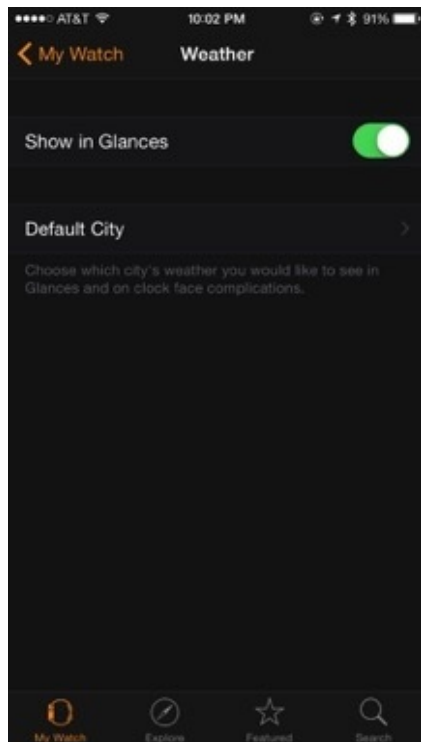 AT&T 10:02 PM 91%
My Watch Weather
Show in Glances
Default City
Choose which city's weather you would like to see in
Glances and on clock face complications.
My Watch Explore Featured Search